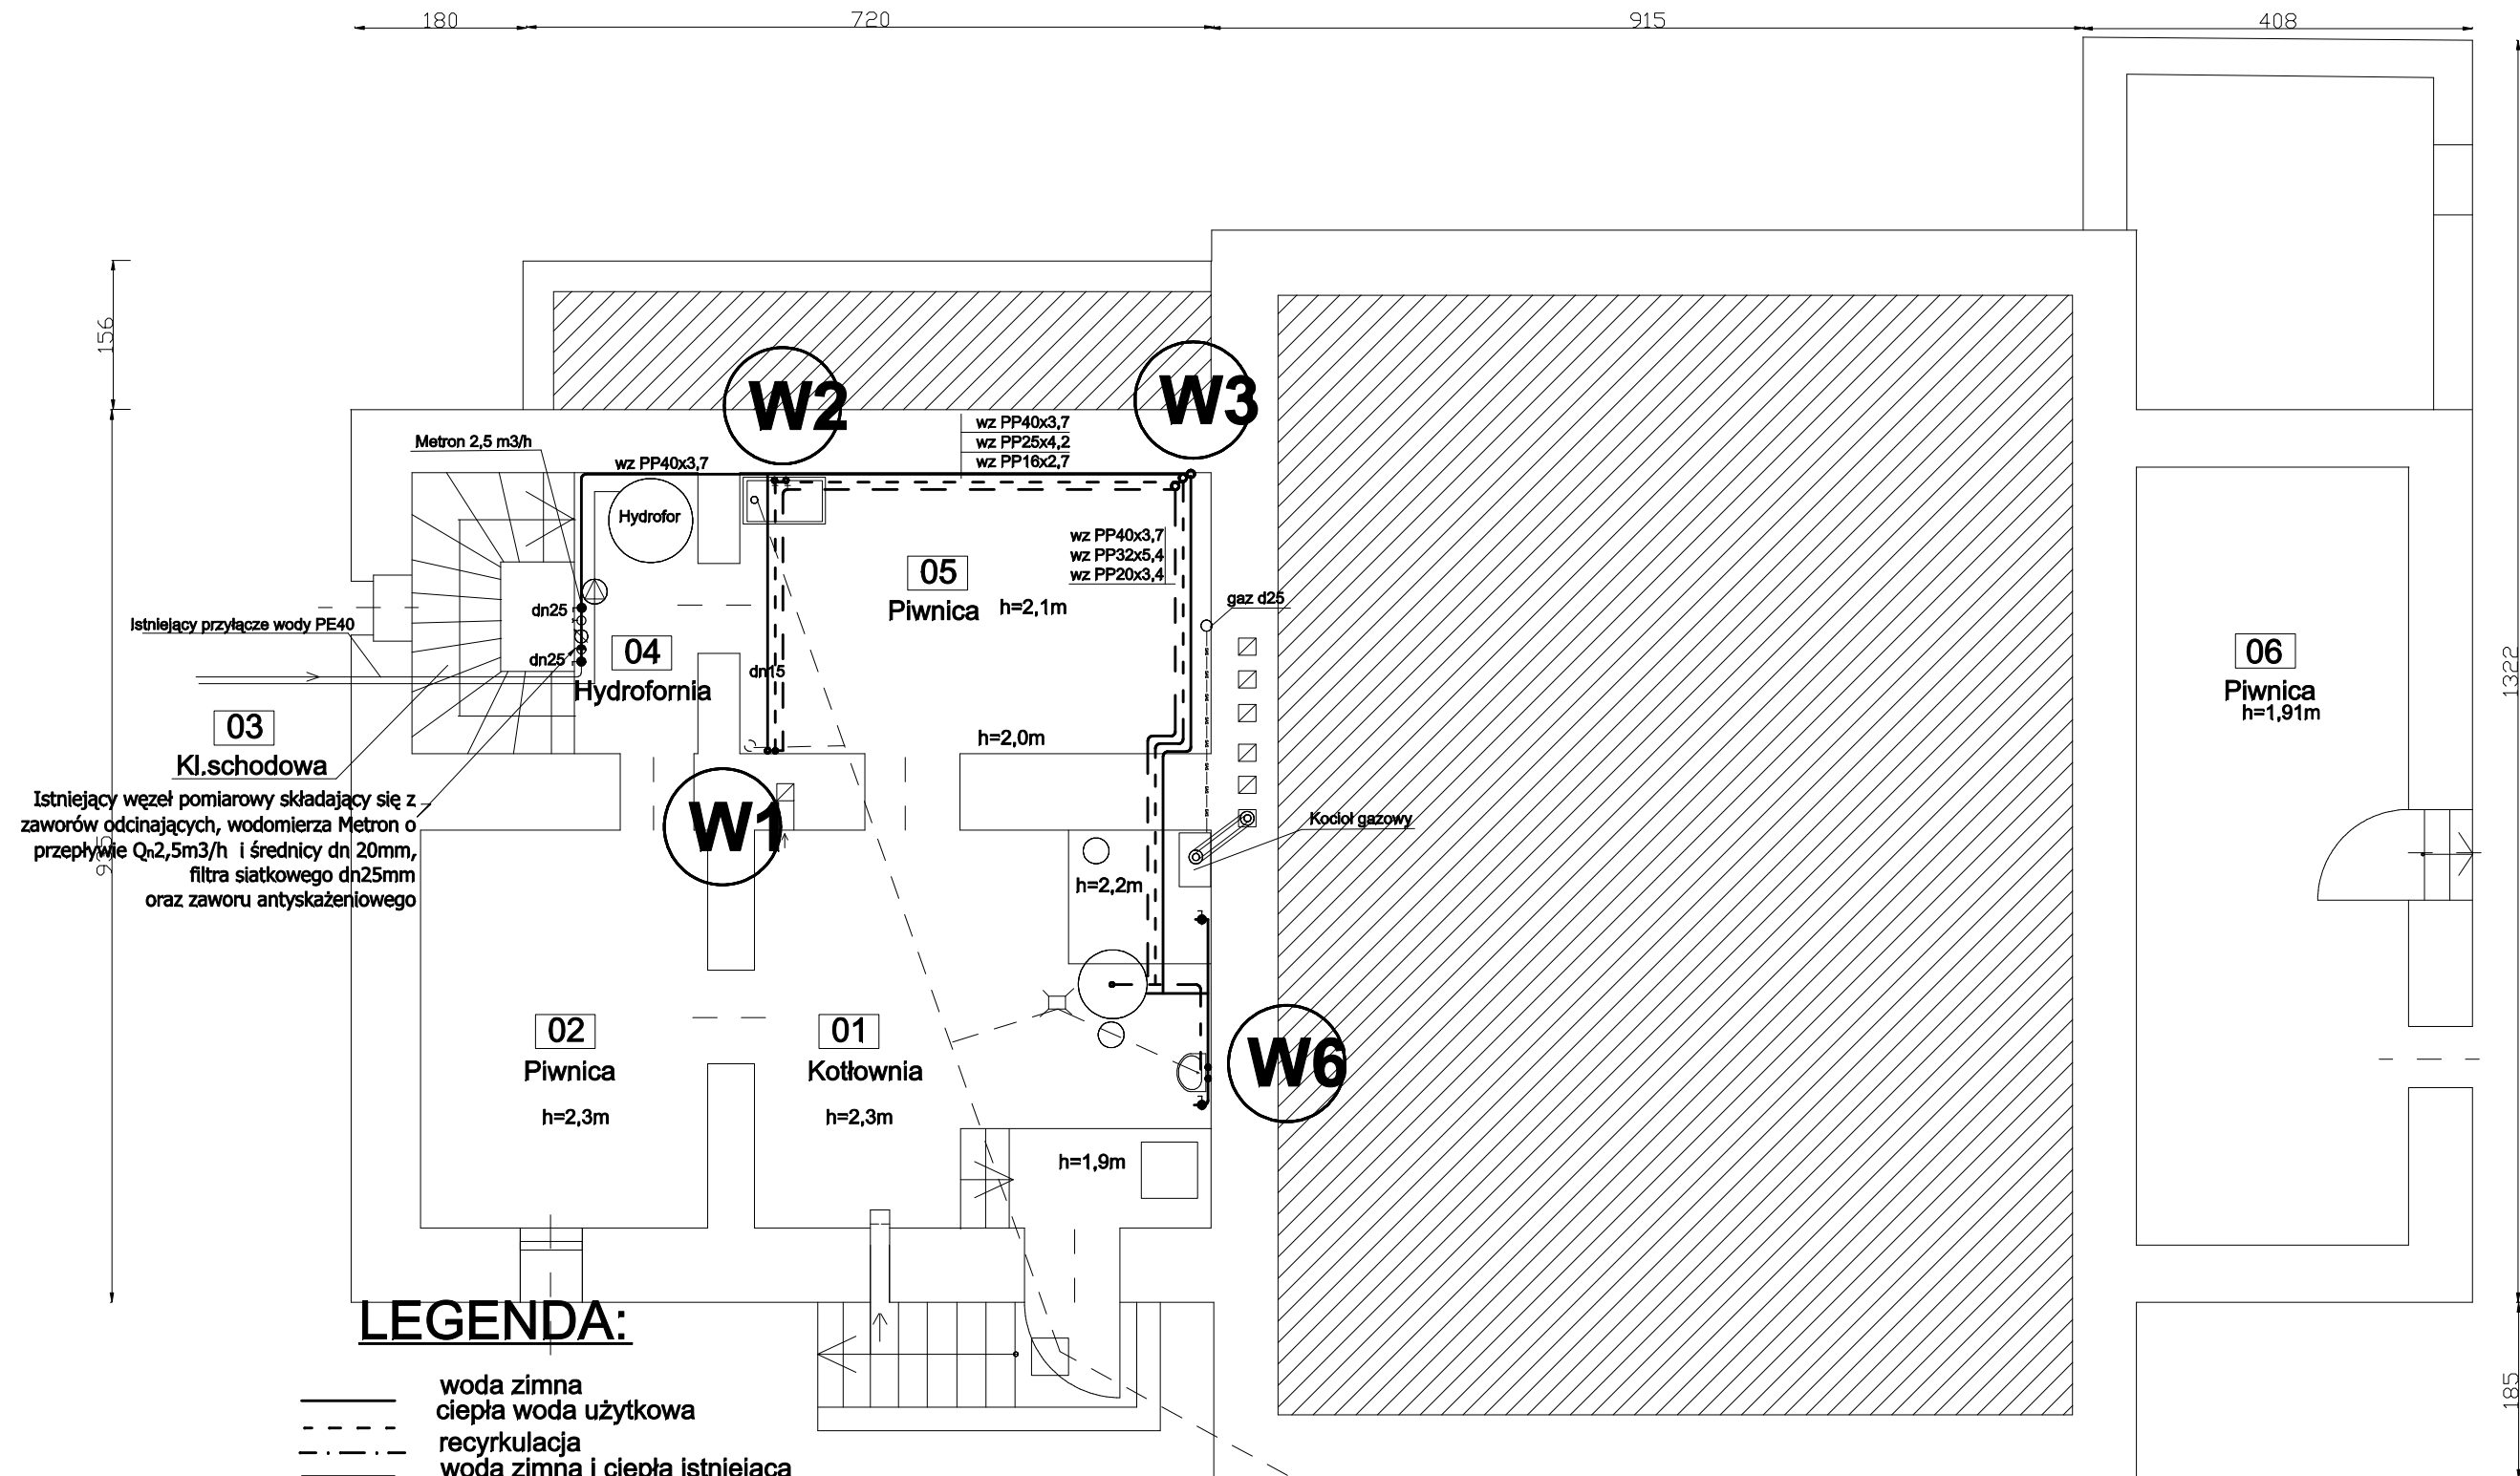 180
720
915
408
156
W2
W3
wz PP40x3,7
wz PP25x4,2
wz PP16x2,7
Metron 2,5 m3/h
wz PP40x3,7
Hydrofor
wz PP40x3,7
wz PP32x5,4
wz PP20x3,4
05
Piwnica h=2,1m
gaz d25
dn25
Istniejący przyłącze wody PE40
04
dn25
dn15
Hydrofornia
06
Piwnica
h=1,91m
1322
03
Kl.schodowa
h=2,0m
Istniejący węzeł pomiarowy składający się z
zaworów odcinających, wodomierza Metron o
przepływie Qn2,5m3/h i średnicy dn 20mm,
filtra siatkowego dn25mm
oraz zaworu antyskażeniowego
935
W1
Kocioł gazowy
h=2,2m
02
Piwnica
h=2,3m
01
Kotłownia
h=2,3m
W6
h=1,9m
LEGENDA:
woda zimna
ciepła woda użytkowa
recyrkulacja
woda zimna i ciepła istniejąca
185